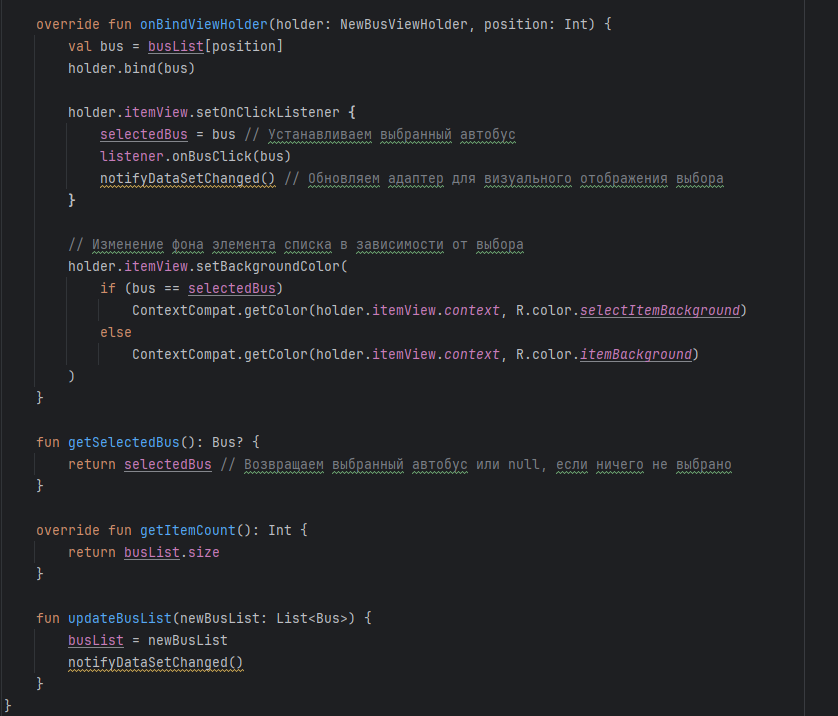 override fun onBindViewHolder(holder: NewBusViewHolder, position: Int) {
val bus = busList[position]
holder.bind(bus)
holder.itemView.setOnClickListener {
selectedBus = bus // Устанавливаем выбранный автобус
listener.onBusClick(bus)
notifyDataSetChanged() // Обновляем адаптер для визуального отображения выбора
}
// Изменение фона элемента списка в зависимости от выбора
holder.itemView.setBackgroundColor(
if (bus == selectedBus)
ContextCompat.getColor(holder.itemView.context, R.color.selectItemBackground)
else
ContextCompat.getColor(holder.itemView.context, R.color.itemBackground)
)
}
fun getSelectedBus(): Bus? {
return selectedBus // Возвращаем выбранный автобус или null, если ничего не выбрано
}
override fun getItemCount(): Int {
return busList.size
}
fun updateBusList(newBusList: List<Bus>) {
busList = newBusList
notifyDataSetChanged()
}
}